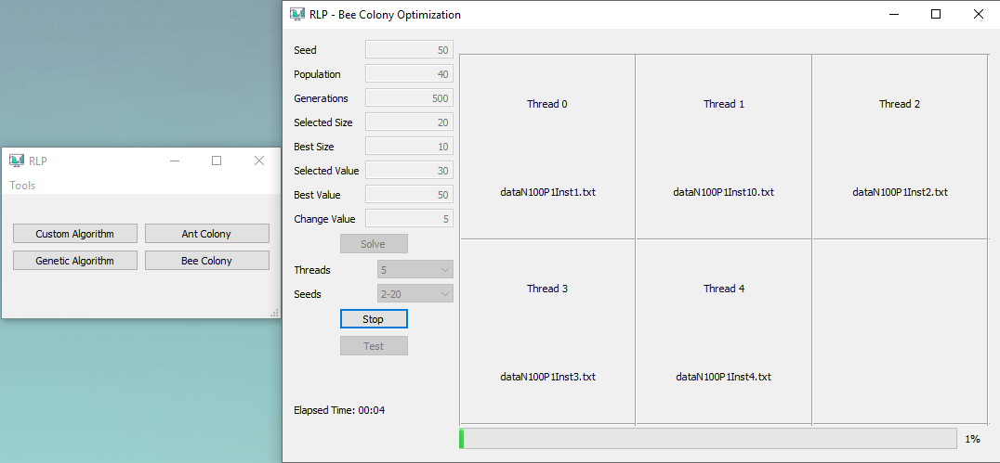 RLP
Tools
Custom Algorithm
Ant Colony
Genetic Algorithm
Bee Colony
RLP - Bee Colony Optimization
Seed 50
Population 40
Generations 500
Selected Size 20
Best Size 10
Selected Value 30
Best Value 50
Change Value 5
Solve
Threads 5
Seeds 2-20
Stop
Test
Elapsed Time: 00:04
Thread 0
dataN100P1Inst1.txt
Thread 1
dataN100P1Inst10.txt
Thread 2
dataN100P1Inst2.txt
Thread 3
dataN100P1Inst3.txt
Thread 4
dataN100P1Inst4.txt
1%